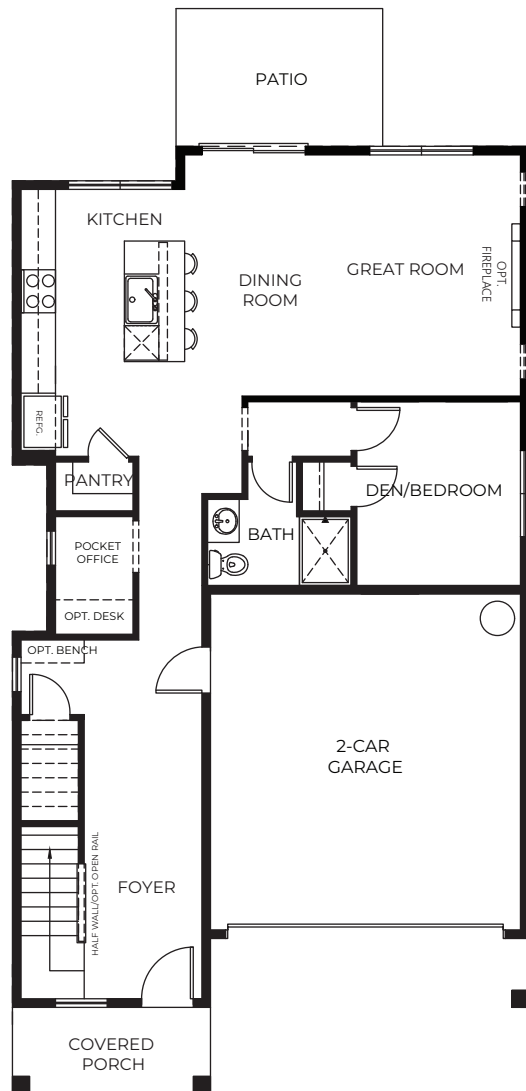 PATIO
KITCHEN
DINING
ROOM
GREAT ROOM
OPT.
FIREPLACE
REFG.
PANTRY
DEN/BEDROOM
BATH
POCKET
OFFICE
OPT. DESK
OPT. BENCH
2-CAR
GARAGE
HALF WALL/OPT. OPEN RAIL
FOYER
COVERED
PORCH